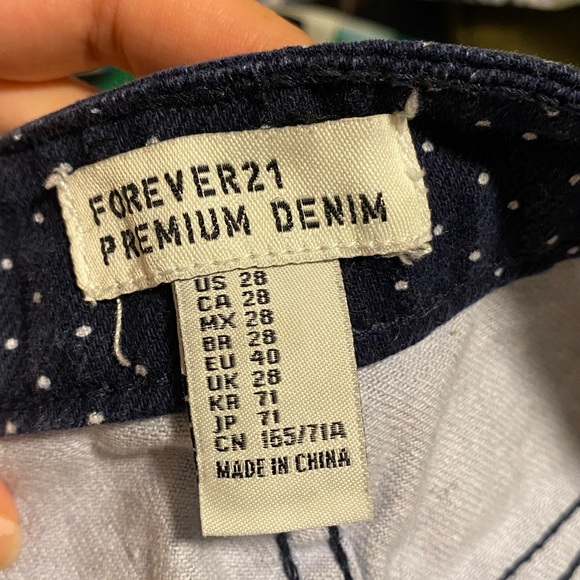 FOREVER21
PREMIUM DENIM
US 28
CA 28
MX 28
BR 28
EU 40
UK 28
KR 71
JP 71
CN 165/71A
MADE IN CHINA